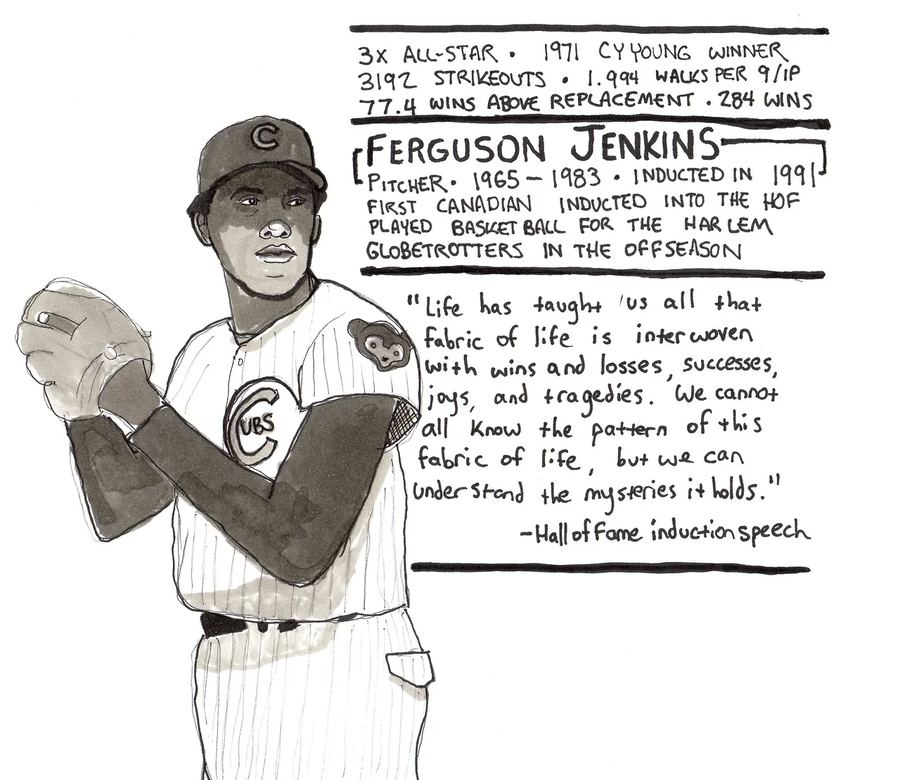 3X ALL-STAR • 1971 CY YOUNG WINNER
3192 STRIKEOUTS • 1.994 WALKS PER 9/IP
77.4 WINS ABOVE REPLACEMENT • 284 WINS
FERGUSON JENKINS
PITCHER • 1965 – 1983 • INDUCTED IN 1991
FIRST CANADIAN INDUCTED INTO THE HOF
PLAYED BASKETBALL FOR THE HARLEM
GLOBETROTTERS IN THE OFFSEASON
"Life has taught us all that
fabric of life is interwoven
with wins and losses, successes,
joys, and tragedies. We cannot
all know the pattern of this
fabric of life, but we can
understand the mysteries it holds."
-Hall of Fame induction speech
C
CUBS